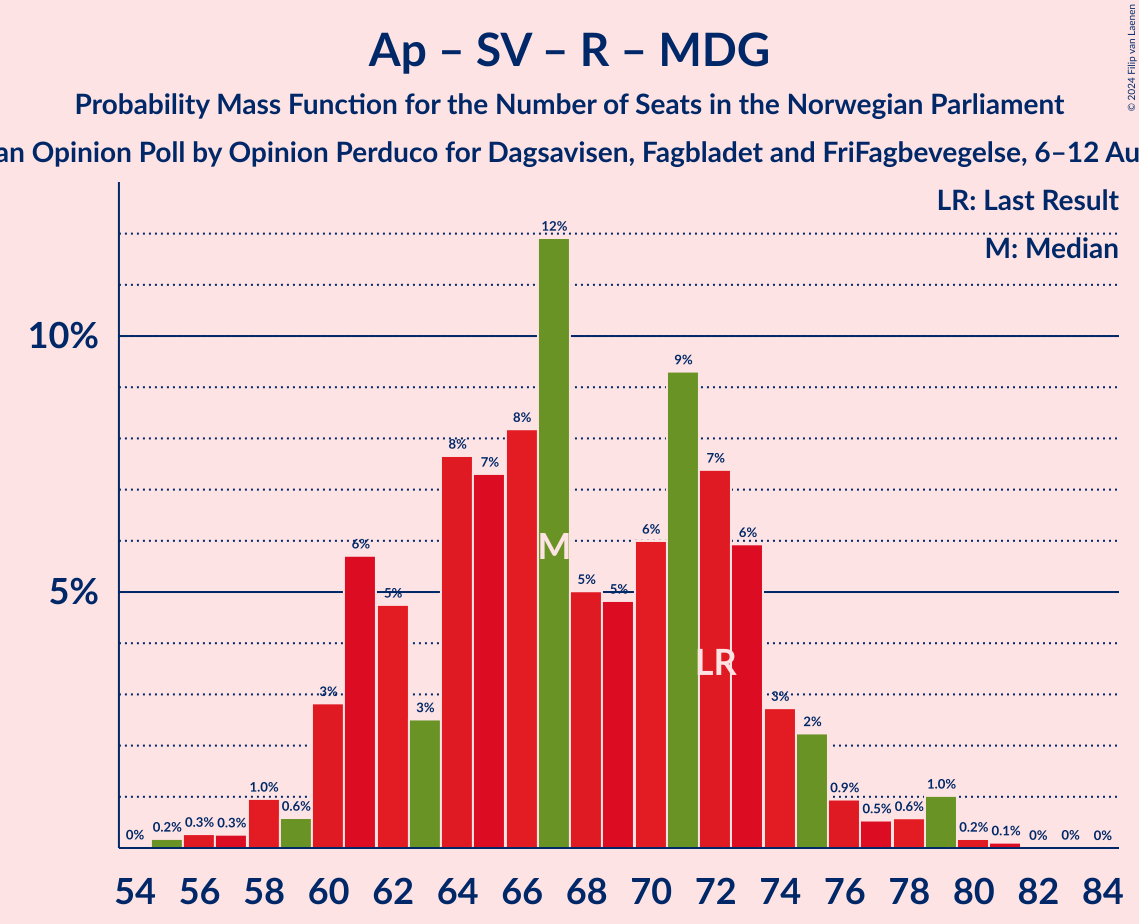 Ap – SV – R – MDG
© 2024 Filip van Laenen
Probability Mass Function for the Number of Seats in the Norwegian Parliament
an Opinion Poll by Opinion Perduco for Dagsavisen, Fagbladet and FriFagbevegelse, 6–12 Au
LR: Last Result
M: Median
10%
5%
0% 0.2% 0.3% 0.3% 1.0% 0.6% 3% 6% 5% 3% 8% 7% 8% 12% 5% 5% 6% 9% 7% 6% 3% 2% 0.9% 0.5% 0.6% 1.0% 0.2% 0.1% 0% 0% 0%
M
LR
54 56 58 60 62 64 66 68 70 72 74 76 78 80 82 84